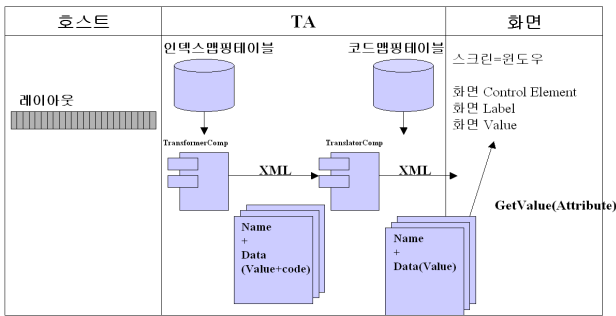 호스트
TA
화면
인덱스맵핑테이블
코드맵핑테이블
스크린=윈도우
화면 Control Element
화면 Label
화면 Value
레이아웃
TransformerComp
TranslatorComp
XML
XML
GetValue(Attribute)
Name
+
Data
(Value+code)
Name
+
Data(Value)